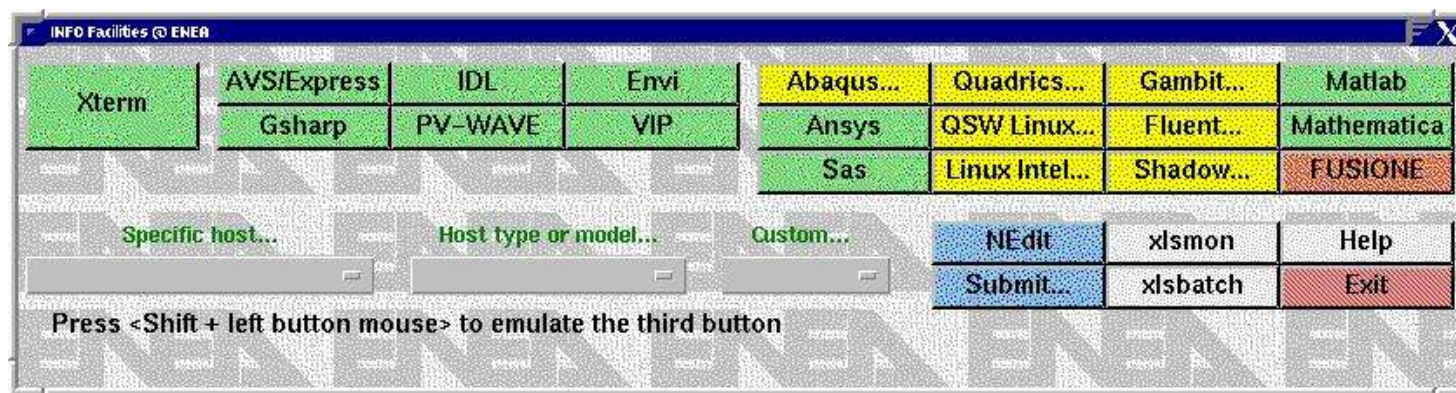 INFO Facilities @ ENEA
Xterm
AVS/Express IDL Envi
Gsharp PV-WAVE VIP
Abaqus... Quadrics... Gambit... Matlab
Ansys QSW Linux... Fluent... Mathematica
Sas Linux Intel... Shadow... FUSIONE
Specific host... Host type or model... Custom...
NEdit xlsmon Help
Submit... xlsbatch Exit
Press <Shift + left button mouse> to emulate the third button